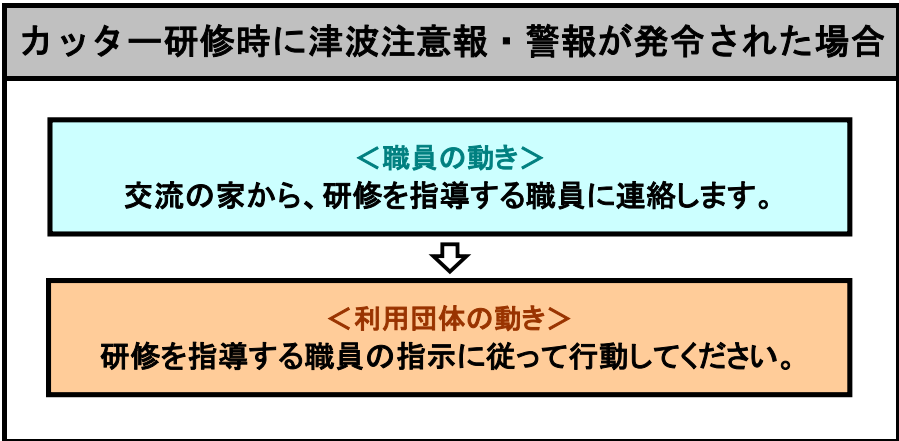 カッター研修時に津波注意報・警報が発令された場合
＜職員の動き＞
交流の家から、研修を指導する職員に連絡します。
＜利用団体の動き＞
研修を指導する職員の指示に従って行動してください。